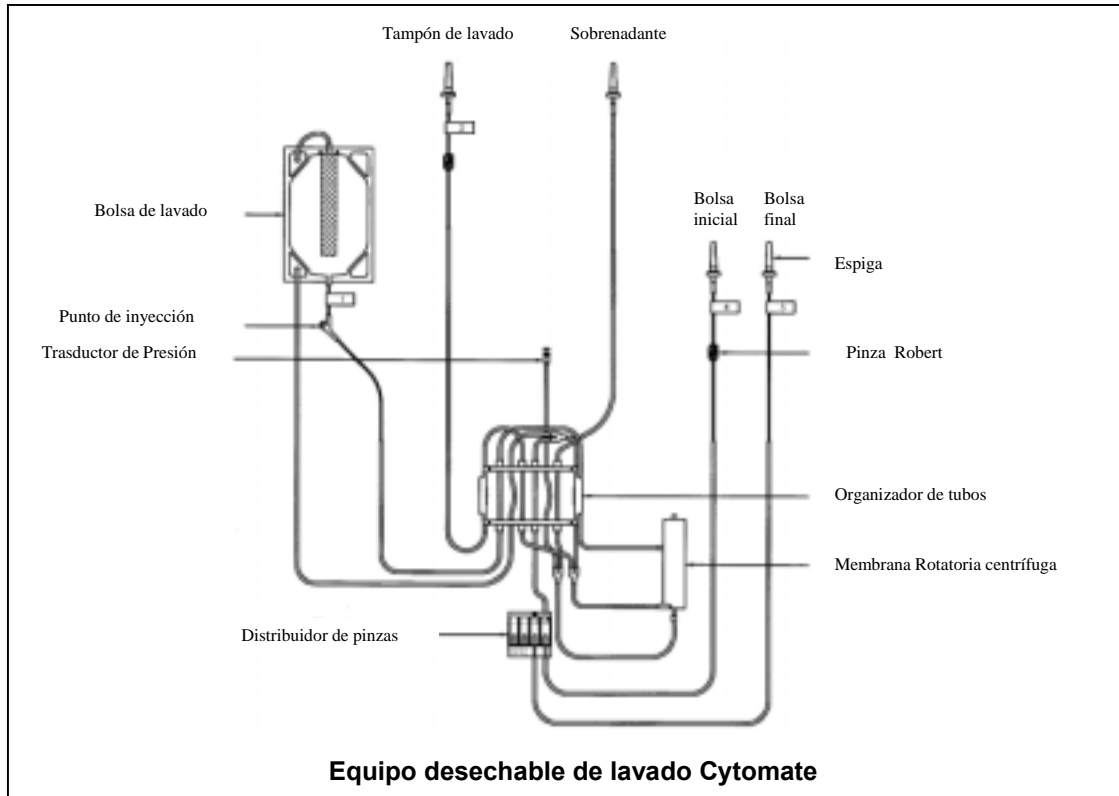 Tampón de lavado
Sobrenadante
Bolsa de lavado
Bolsa
inicial
Bolsa
final
Espiga
Punto de inyección
Trasductor de Presión
Pinza Robert
Organizador de tubos
Membrana Rotatoria centrífuga
Distribuidor de pinzas
Equipo desechable de lavado Cytomate